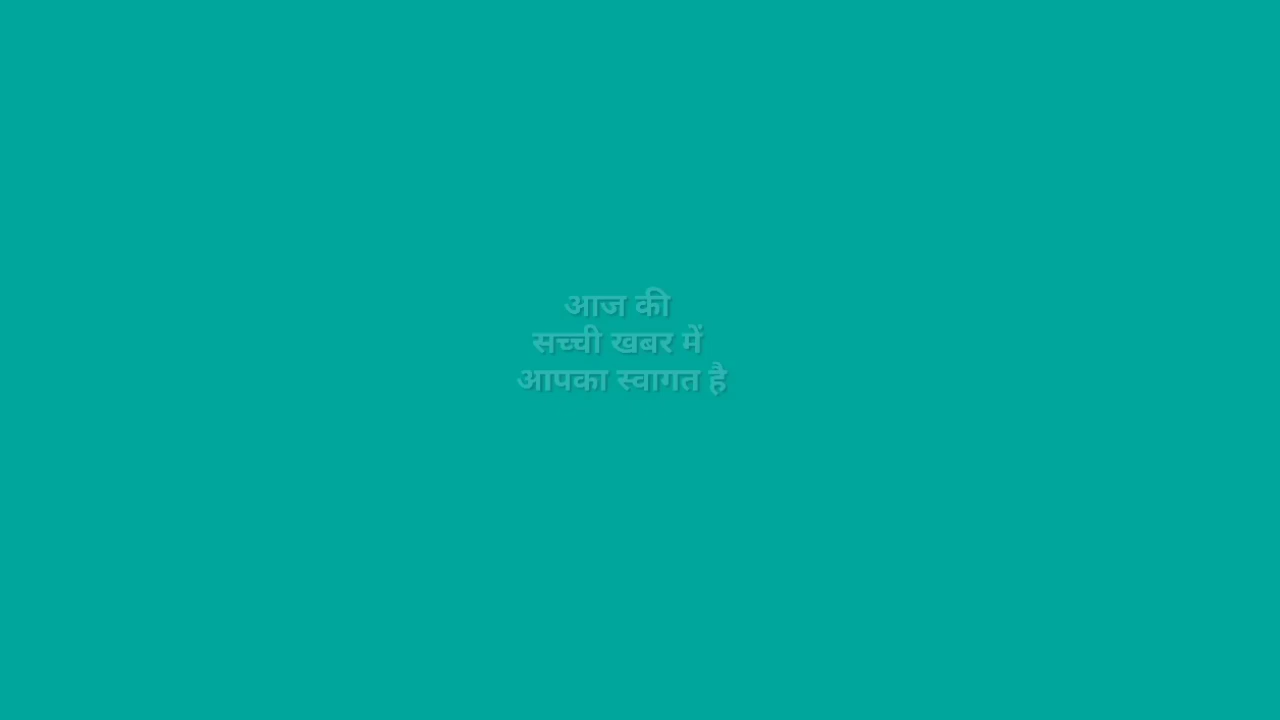 आज की
सच्ची खबर में
आपका स्वागत है